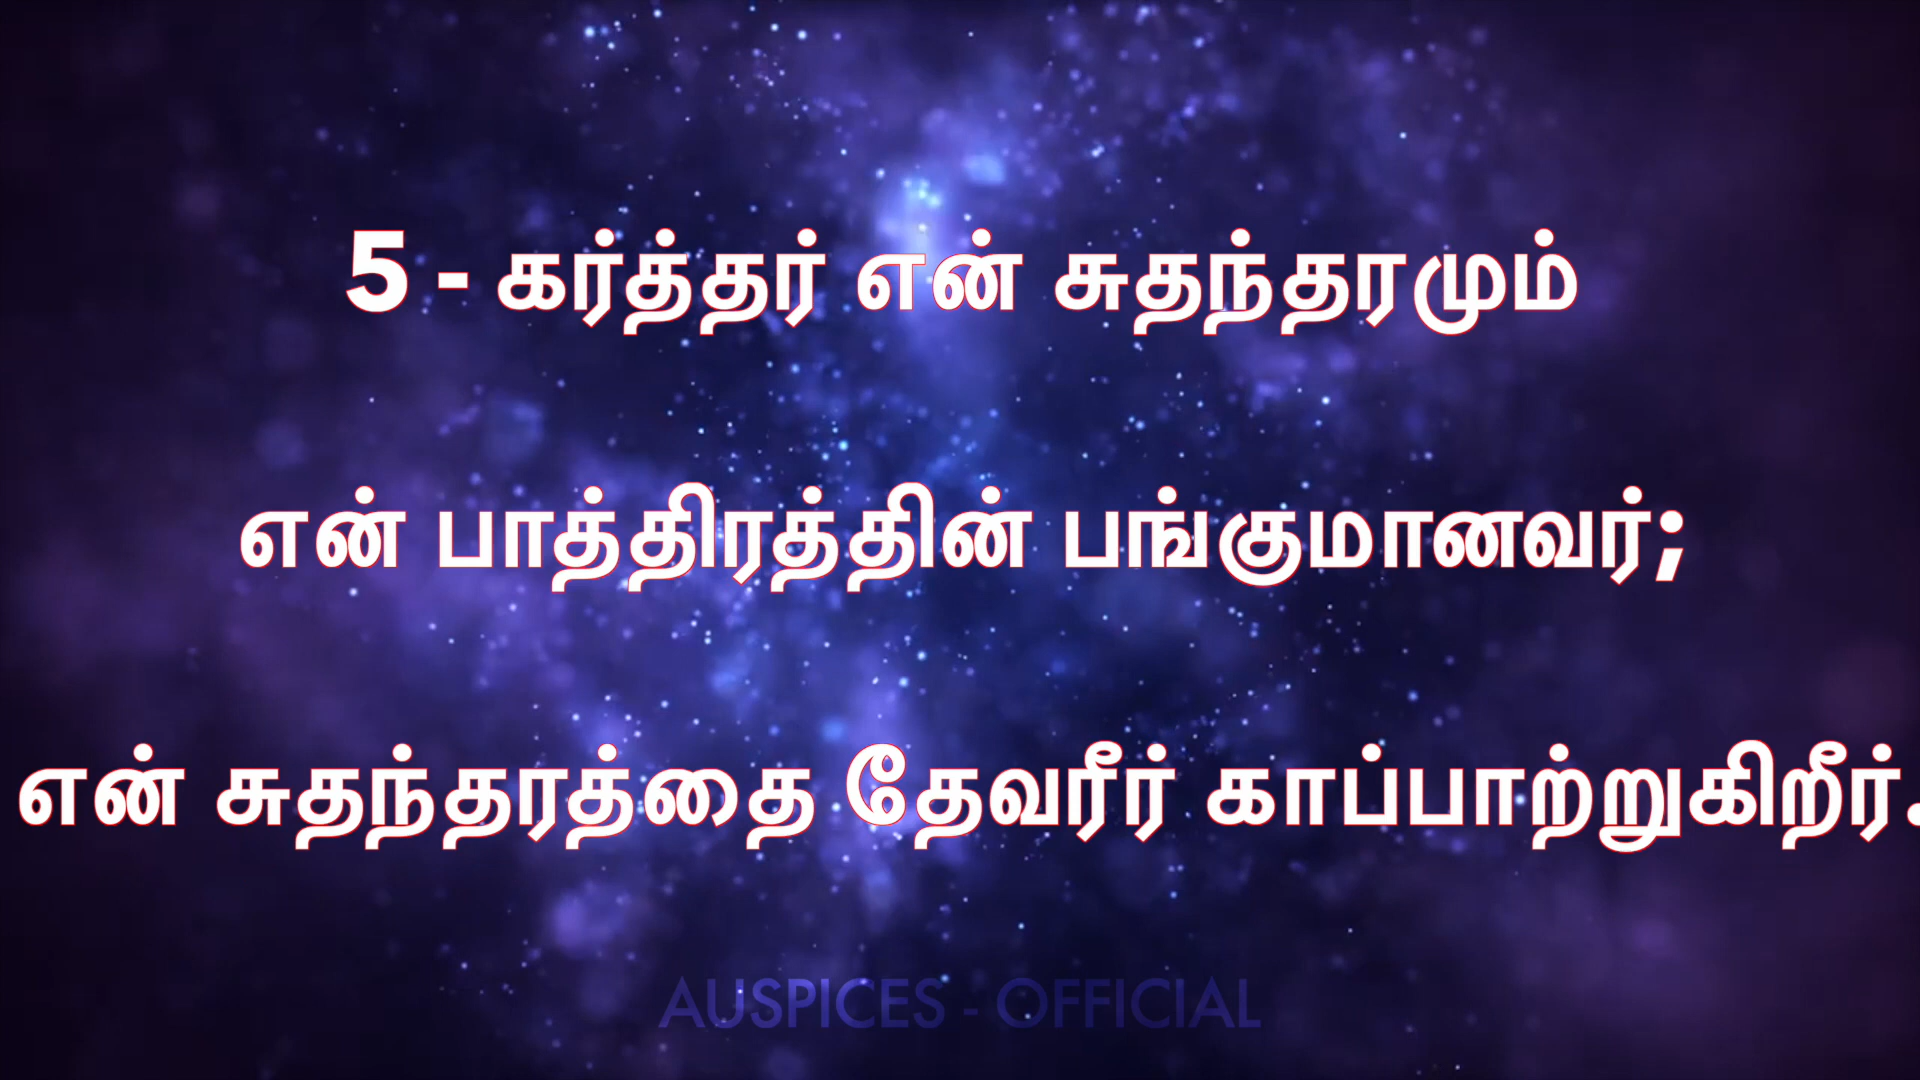 5 - கர்த்தர் என் சுதந்தரமும்
என் பாத்திரத்தின் பங்குமானவர்;
என் சுதந்தரத்தை தேவரீர் காப்பாற்றுகிறீர்.
AUSPICES - OFFICIAL